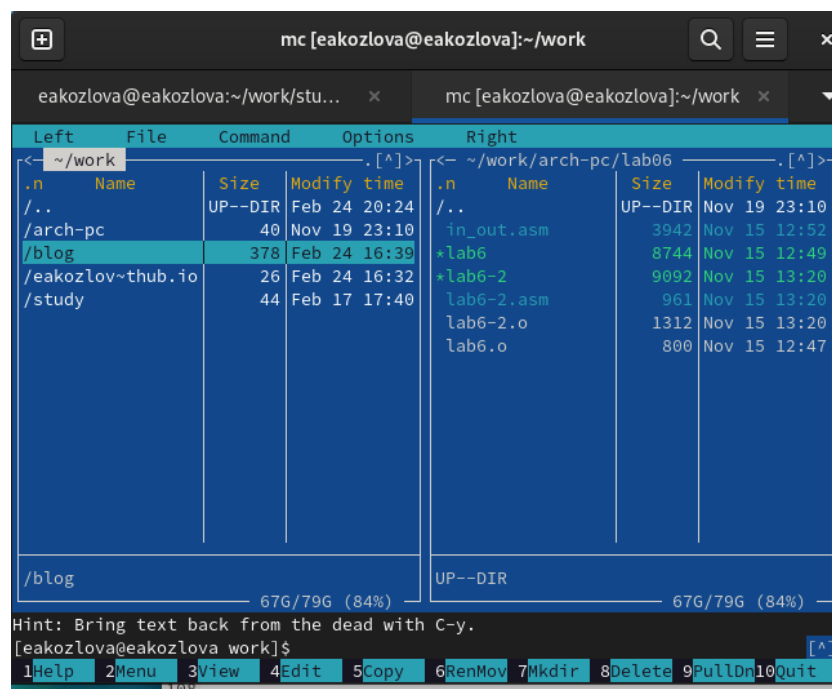 mc [eakozlova@eakozlova]:~/work
eakozlova@eakozlova:~/work/stu... × mc [eakozlova@eakozlova]:~/work ×
Left File Command Options Right
<─ ~/work ─.[^]>
.n Name Size Modify time
/.. UP--DIR Feb 24 20:24
/arch-pc 40 Nov 19 23:10
/blog 378 Feb 24 16:39
/eakozlov~thub.io 26 Feb 24 16:32
/study 44 Feb 17 17:40
/blog
67G/79G (84%)
<─ ~/work/arch-pc/lab06 ─.[^]>
.n Name Size Modify time
/.. UP--DIR Nov 19 23:10
in_out.asm 3942 Nov 15 12:52
*lab6 8744 Nov 15 12:49
*lab6-2 9092 Nov 15 13:20
lab6-2.asm 961 Nov 15 13:20
lab6-2.o 1312 Nov 15 13:20
lab6.o 800 Nov 15 12:47
UP--DIR
67G/79G (84%)
Hint: Bring text back from the dead with C-y.
[eakozlova@eakozlova work]$ [^]
1Help 2Menu 3View 4Edit 5Copy 6RenMov 7Mkdir 8Delete 9PullDn 10Quit